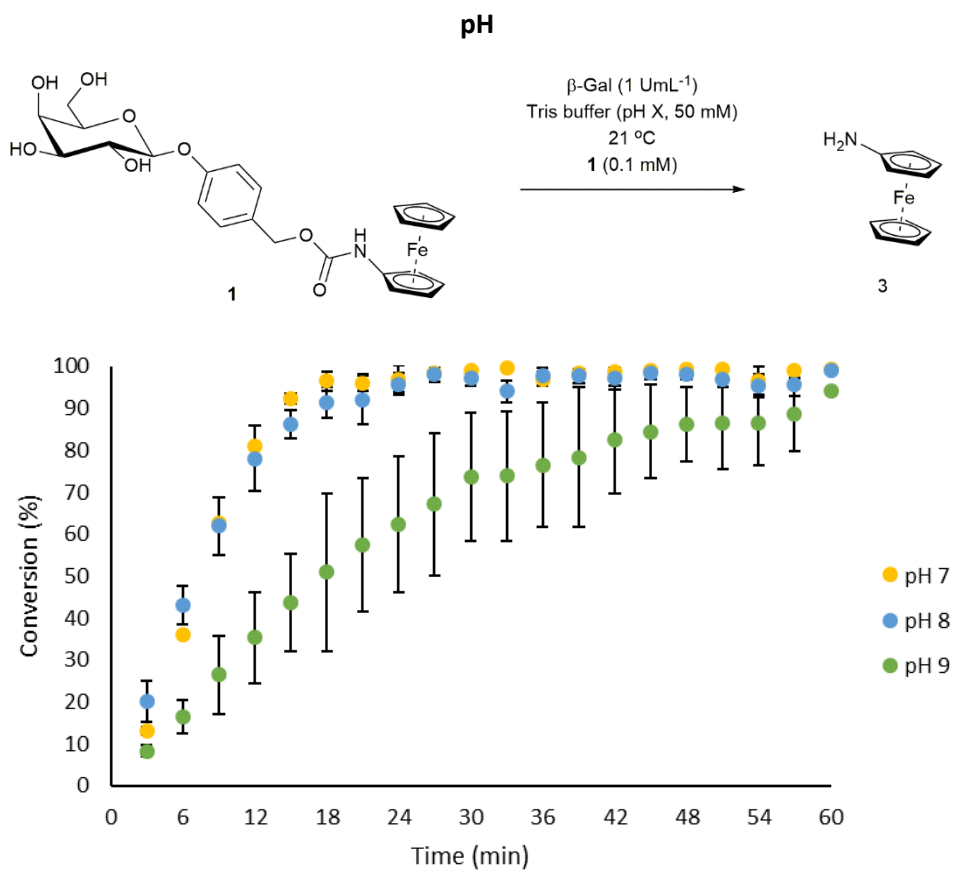 pH
OH
OH
HO
OH
O
O
O
O
H
N
Fe
1
β-Gal (1 UmL⁻¹)
Tris buffer (pH X, 50 mM)
21 ºC
1 (0.1 mM)
H₂N
Fe
3
Conversion (%)
100
90
80
70
60
50
40
30
20
10
0
0 6 12 18 24 30 36 42 48 54 60
Time (min)
pH 7
pH 8
pH 9